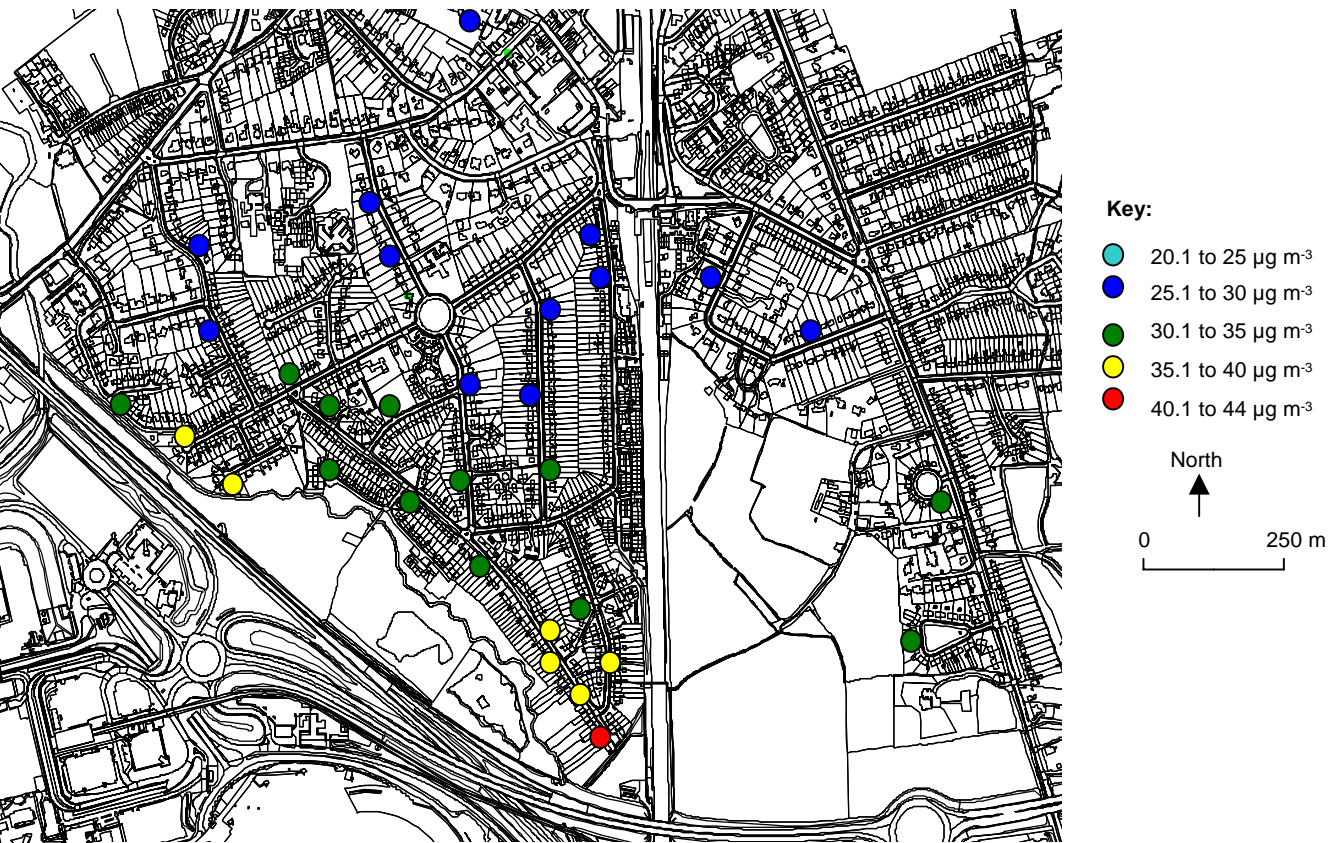 Key:
20.1 to 25 µg m-3
25.1 to 30 µg m-3
30.1 to 35 µg m-3
35.1 to 40 µg m-3
40.1 to 44 µg m-3
North
0 250 m